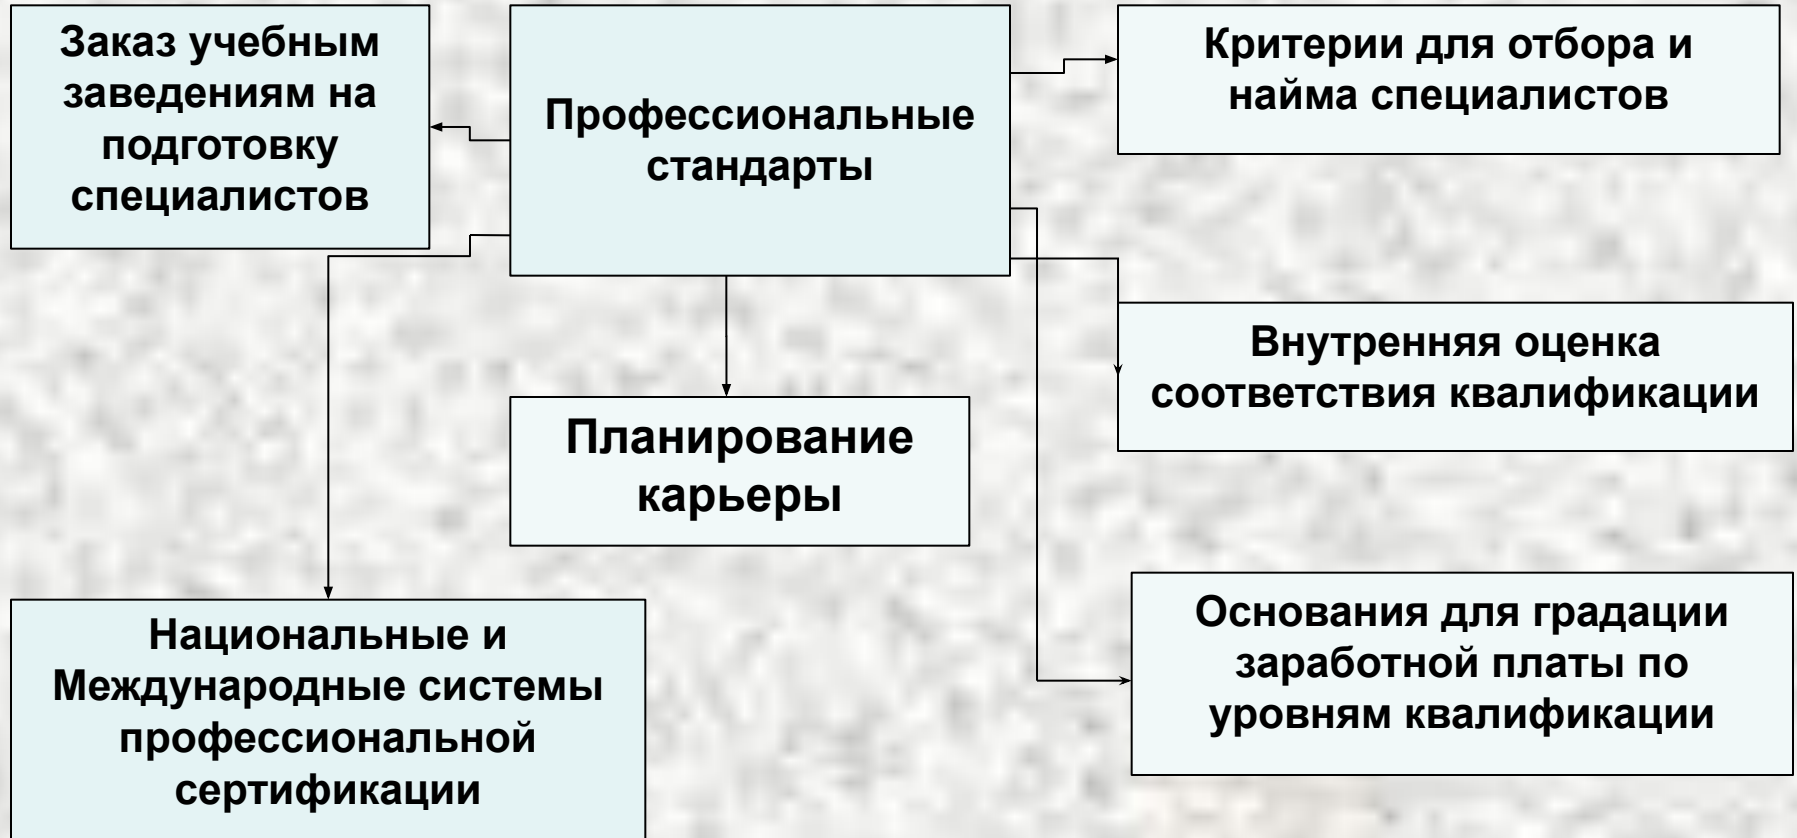 Заказ учебным
заведениям на
подготовку
специалистов
Профессиональные
стандарты
Критерии для отбора и
найма специалистов
Внутренняя оценка
соответствия квалификации
Планирование
карьеры
Национальные и
Международные системы
профессиональной
сертификации
Основания для градации
заработной платы по
уровням квалификации